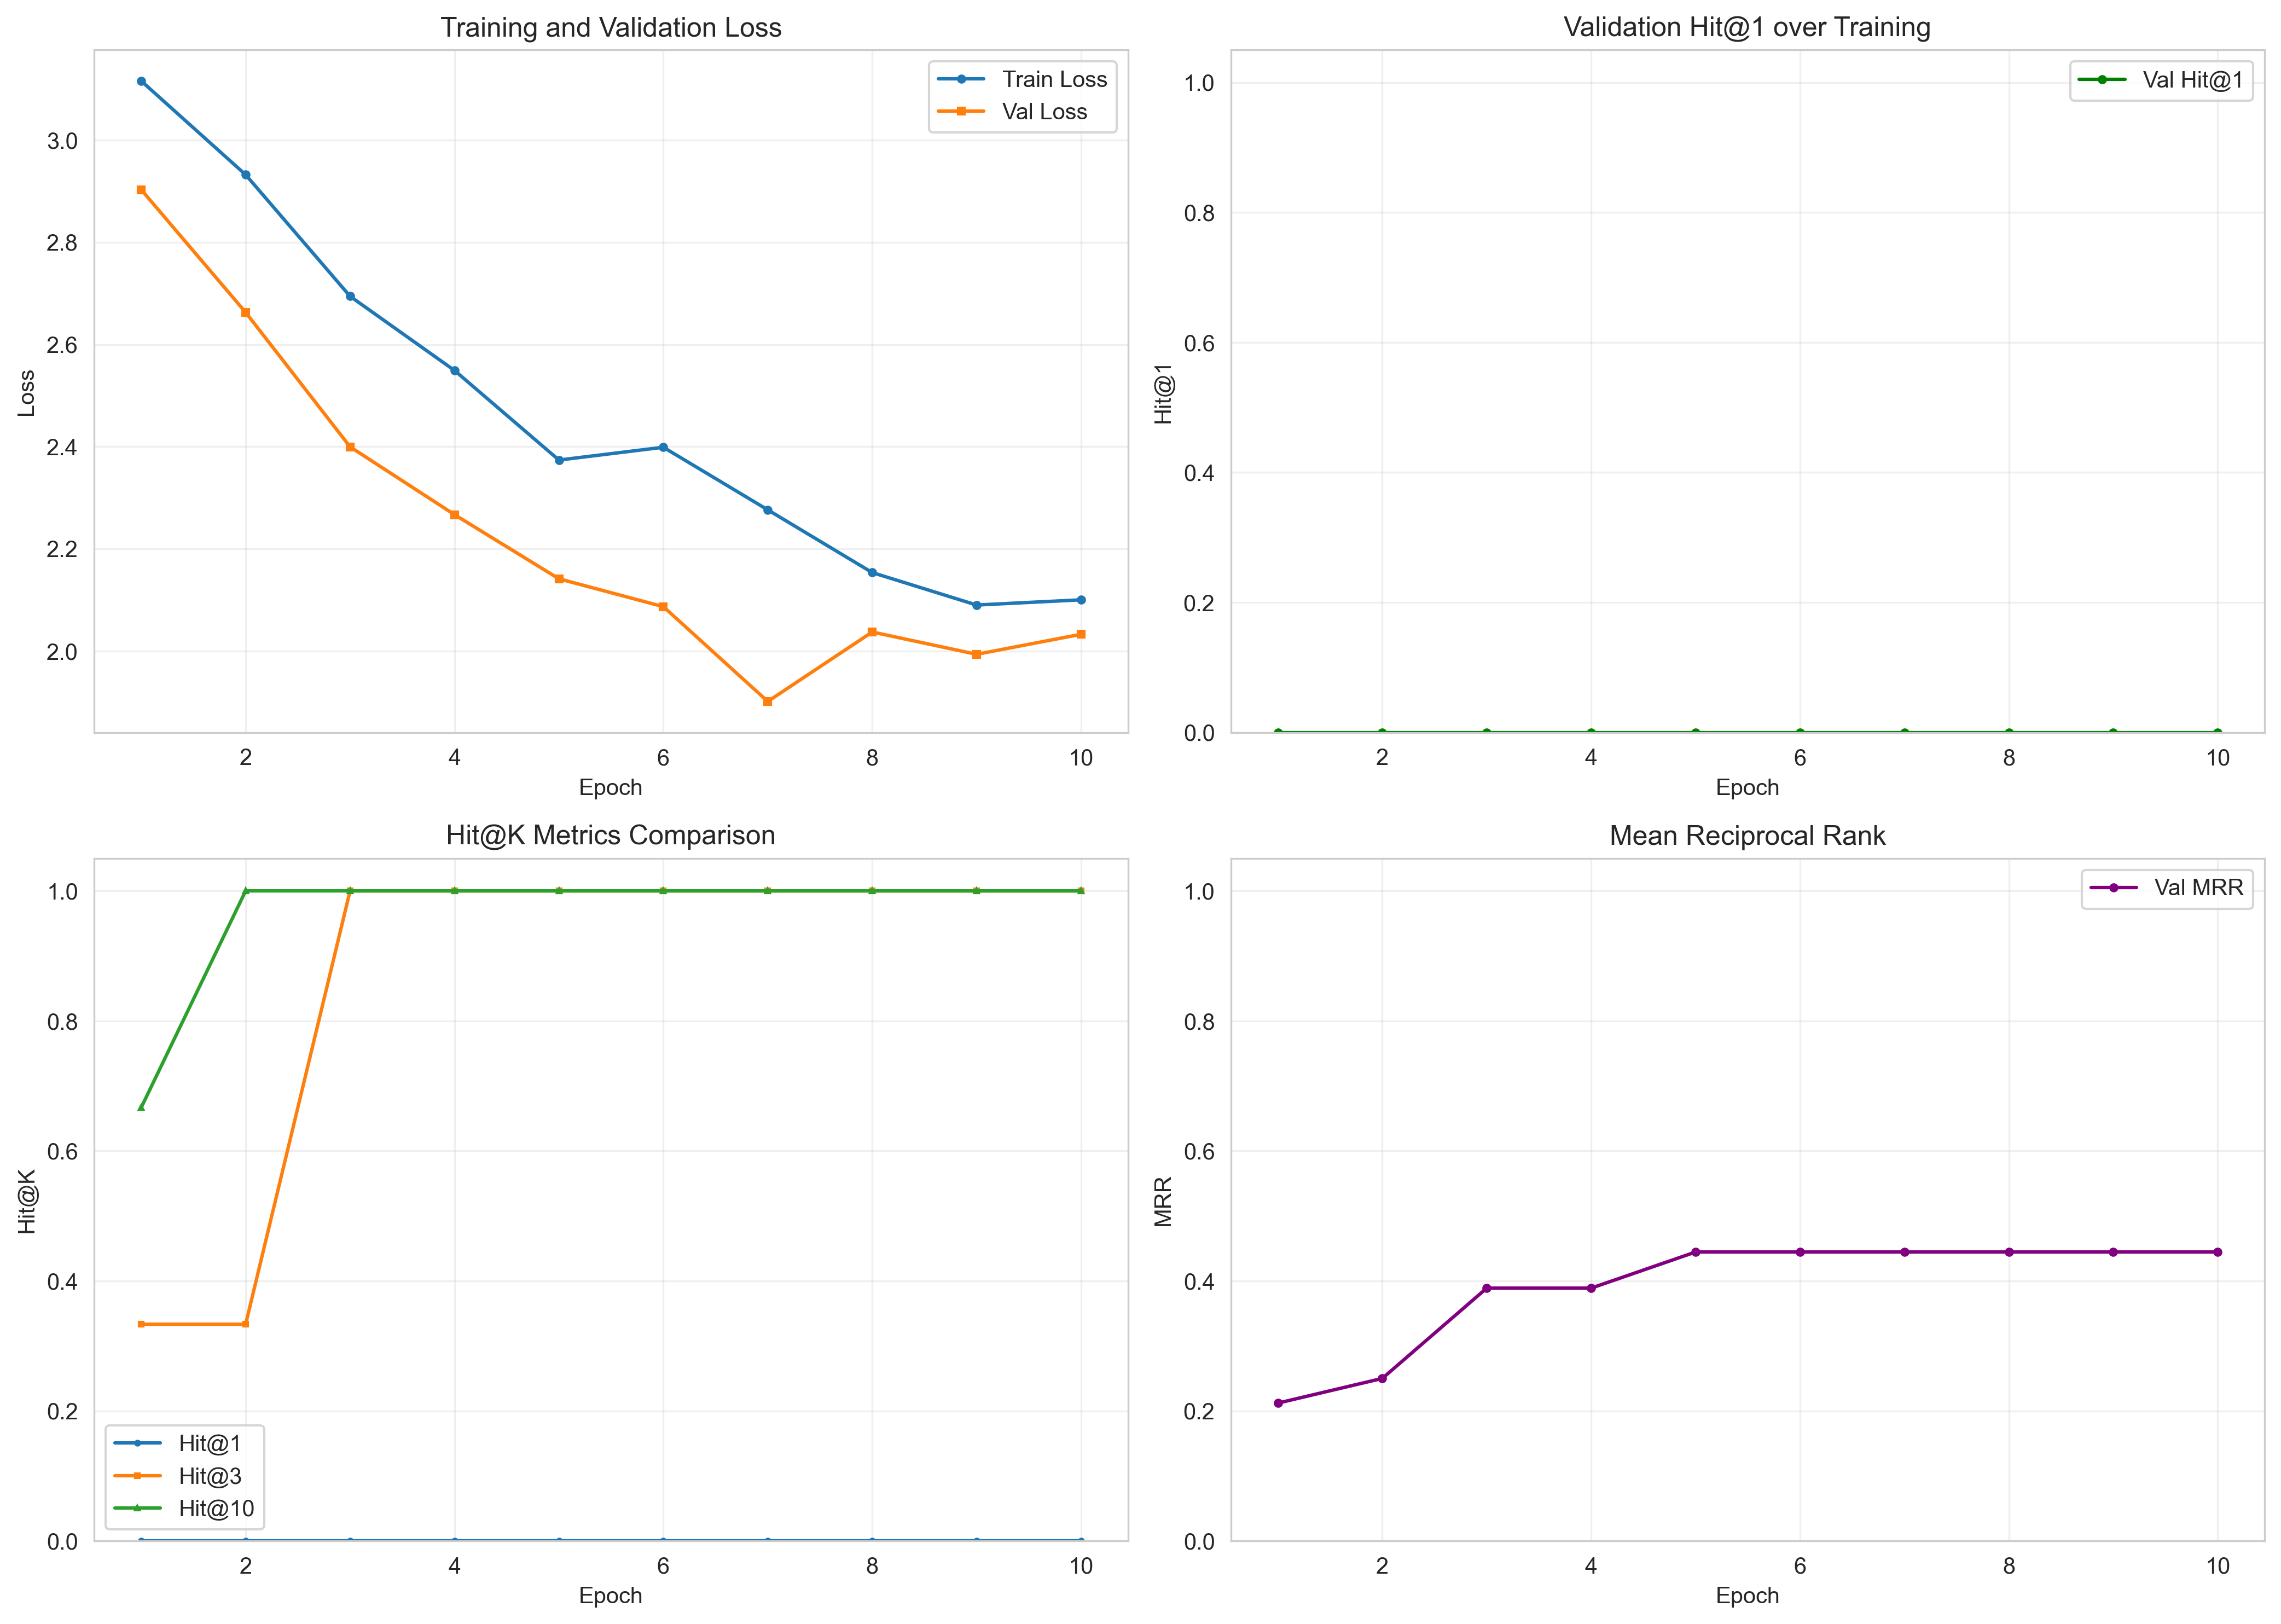 Training and Validation Loss
Train Loss
Val Loss
3.0
2.8
2.6
2.4
2.2
2.0
Loss
2 4 6 8 10
Epoch
Validation Hit@1 over Training
Val Hit@1
1.0
0.8
0.6
0.4
0.2
0.0
Hit@1
2 4 6 8 10
Epoch
Hit@K Metrics Comparison
1.0
0.8
0.6
0.4
0.2
0.0
Hit@K
Hit@1
Hit@3
Hit@10
2 4 6 8 10
Epoch
Mean Reciprocal Rank
Val MRR
1.0
0.8
0.6
0.4
0.2
0.0
MRR
2 4 6 8 10
Epoch